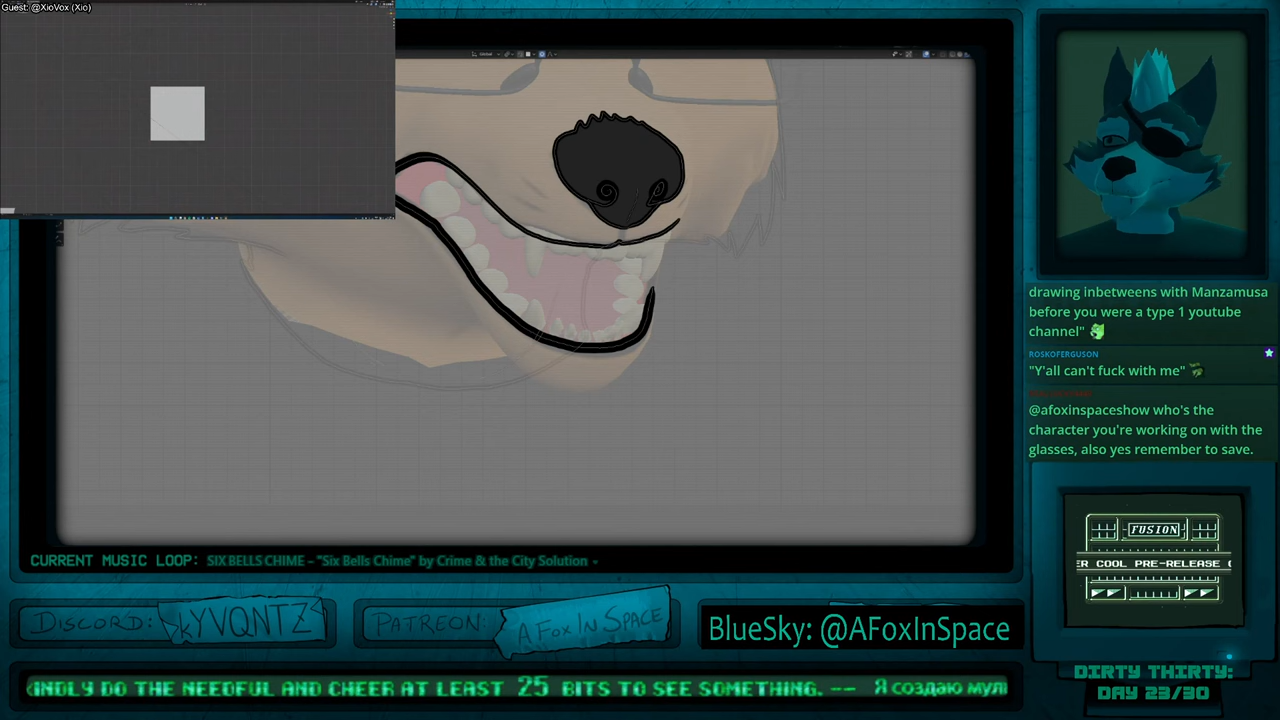 Guest: @XioVox (Xio)
Global
drawing inbetweens with Manzamusa
before you were a type 1 youtube
channel"
ROSKOFERGUSON
"Y'all can't fuck with me"
@afoxinspaceshow who's the
character you're working on with the
glasses, also yes remember to save.
FUSION
ER COOL PRE-RELEASE
CURRENT MUSIC LOOP: SIX BELLS CHIME - "Six Bells Chime" by Crime & the City Solution -
DISCORD: kYVQNTZ
PATREON: AFOXINSPACE
BlueSky: @AFoxInSpace
INDLY DO THE NEEDFUL AND CHEER AT LEAST 25 BITS TO SEE SOMETHING. -- Я создаю мул
DIRTY THIRTY:
DAY 23/30